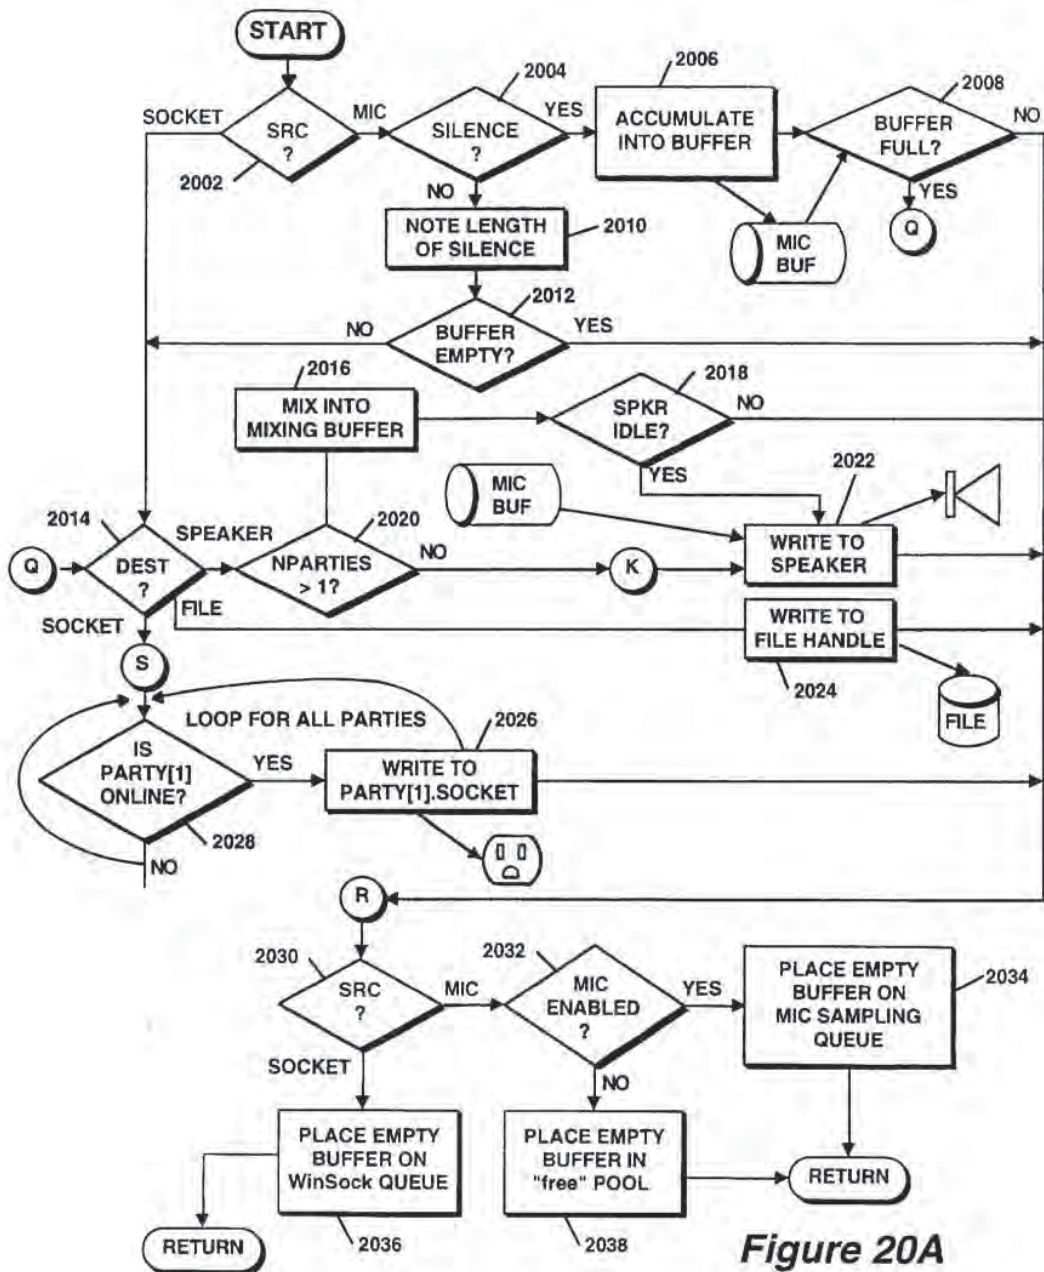 START
2004
2006
2008
SOCKET
SRC
?
MIC
SILENCE
?
YES
ACCUMULATE
INTO BUFFER
BUFFER
FULL?
NO
2002
NO
YES
NOTE LENGTH
OF SILENCE
2010
MIC
BUF
Q
2012
NO
BUFFER
EMPTY?
YES
2016
MIX INTO
MIXING BUFFER
2018
SPKR
IDLE?
NO
YES
MIC
BUF
2022
2014
SPEAKER
2020
Q
DEST
?
NPARTIES
> 1?
NO
K
WRITE TO
SPEAKER
FILE
SOCKET
WRITE TO
FILE HANDLE
S
2024
LOOP FOR ALL PARTIES
2026
FILE
IS
PARTY[1]
ONLINE?
YES
WRITE TO
PARTY[1].SOCKET
2028
NO
R
2030
SRC
?
MIC
2032
MIC
ENABLED
?
YES
PLACE EMPTY
BUFFER ON
MIC SAMPLING
QUEUE
2034
SOCKET
NO
PLACE EMPTY
BUFFER ON
WinSock QUEUE
PLACE EMPTY
BUFFER IN
"free" POOL
RETURN
RETURN
2036
2038
Figure 20A